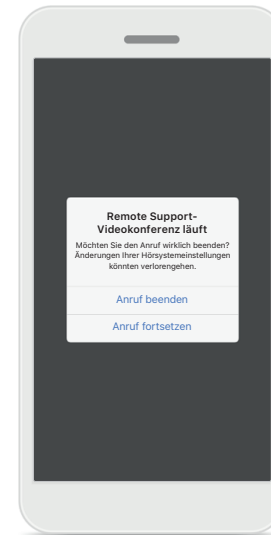 Remote Support-
Videokonferenz läuft
Möchten Sie den Anruf wirklich beenden?
Änderungen Ihrer Hörsystemeinstellungen
könnten verlorengehen.
Anruf beenden
Anruf fortsetzen